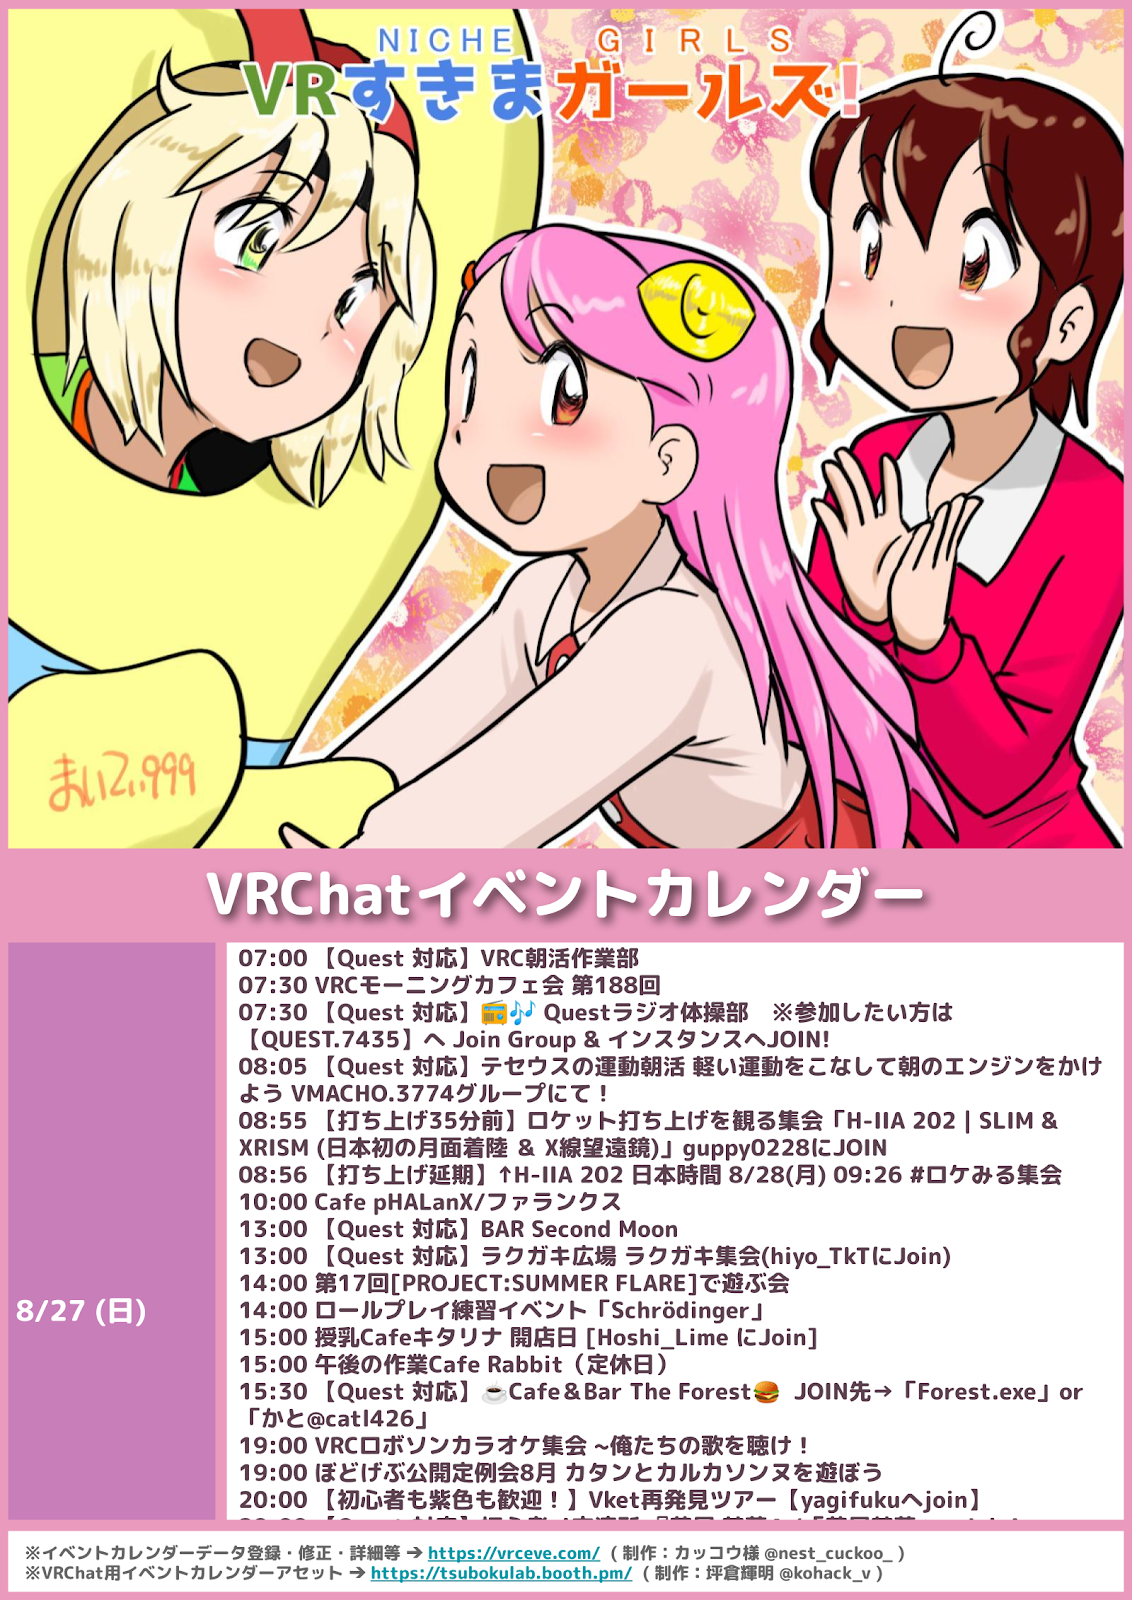 NICHE GIRLS
VRすきまガールズ!
まいてい999
VRChatイベントカレンダー
8/27 (日)
07:00 【Quest 対応】VRC朝活作業部
07:30 VRCモーニングカフェ会 第188回
07:30 【Quest 対応】📻🎶 Questラジオ体操部　※参加したい方は
【QUEST.7435】へ Join Group & インスタンスへJOIN!
08:05 【Quest 対応】テセウスの運動朝活 軽い運動をこなして朝のエンジンをかけ
よう VMACHO.3774グループにて！
08:55 【打ち上げ35分前】ロケット打ち上げを観る集会「H-IIA 202 | SLIM &
XRISM (日本初の月面着陸 ＆ X線望遠鏡)」guppy0228にJOIN
08:56 【打ち上げ延期】↑H-IIA 202 日本時間 8/28(月) 09:26 #ロケみる集会
10:00 Cafe pHALanX/ファランクス
13:00 【Quest 対応】BAR Second Moon
13:00 【Quest 対応】ラクガキ広場 ラクガキ集会(hiyo_TkTにJoin)
14:00 第17回[PROJECT:SUMMER FLARE]で遊ぶ会
14:00 ロールプレイ練習イベント「Schrödinger」
15:00 授乳Cafeキタリナ 開店日 [Hoshi_Lime にJoin]
15:00 午後の作業Cafe Rabbit（定休日）
15:30 【Quest 対応】☕Cafe＆Bar The Forest🍔 JOIN先→「Forest.exe」or
「かと@catl426」
19:00 VRCロボソンカラオケ集会 ~俺たちの歌を聴け！
19:00 ぼどげぶ公開定例会8月 カタンとカルカソンヌを遊ぼう
20:00 【初心者も紫色も歓迎！】Vket再発見ツアー【yagifukuへjoin】
※イベントカレンダーデータ登録・修正・詳細等 ➔ https://vrceve.com/ （ 制作：カッコウ様 @nest_cuckoo_ ）
※VRChat用イベントカレンダーアセット ➔ https://tsubokulab.booth.pm/ （ 制作：坪倉輝明 @kohack_v ）